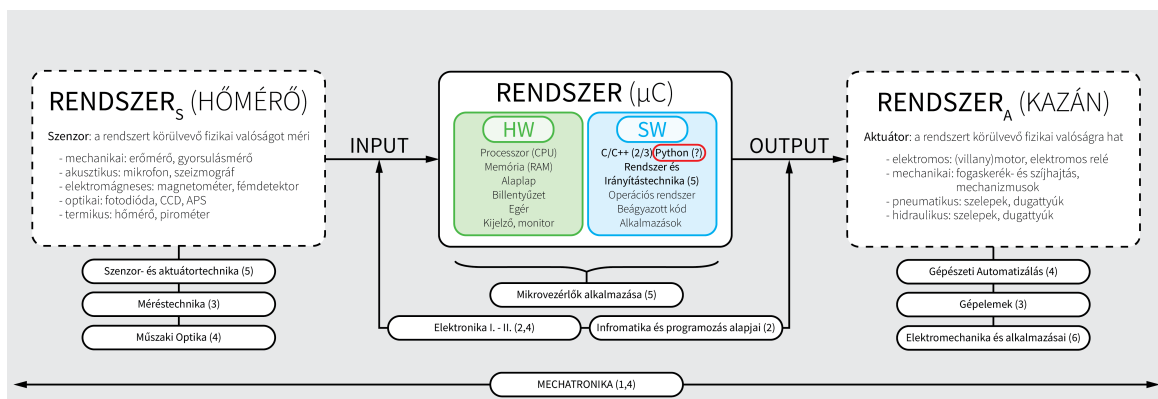 RENDSZERS (HŐMÉRŐ)
Szenzor: a rendszert körülvevő fizikai valóságot méri
- mechanikai: erőmérő, gyorsulásmérő
- akusztikus: mikrofon, szeizmográf
- elektromágneses: magnetométer, fémdetektor
- optikai: fotodióda, CCD, APS
- termikus: hőmérő, pirométer
Szenzor- és aktuátortechnika (5)
Méréstechnika (3)
Műszaki Optika (4)
INPUT
RENDSZER (µC)
HW
Processzor (CPU)
Memória (RAM)
Alaplap
Billentyűzet
Egér
Kijelző, monitor
SW
C/C++ (2/3) Python (?)
Rendszer és
Irányítástechnika (5)
Operációs rendszer
Beágyazott kód
Alkalmazások
Mikrovezérlők alkalmazása (5)
Elektronika I. - II. (2,4)
Infromatika és programozás alapjai (2)
OUTPUT
RENDSZERA (KAZÁN)
Aktuátor: a rendszert körülvevő fizikai valóságra hat
- elektromos: (villany)motor, elektromos relé
- mechanikai: fogaskerék- és szíjhajtás,
mechanizmusok
- pneumatikus: szelepek, dugattyúk
- hidraulikus: szelepek, dugattyúk
Gépészeti Automatizálás (4)
Gépelemek (3)
Elektromechanika és alkalmazásai (6)
MECHATRONIKA (1,4)